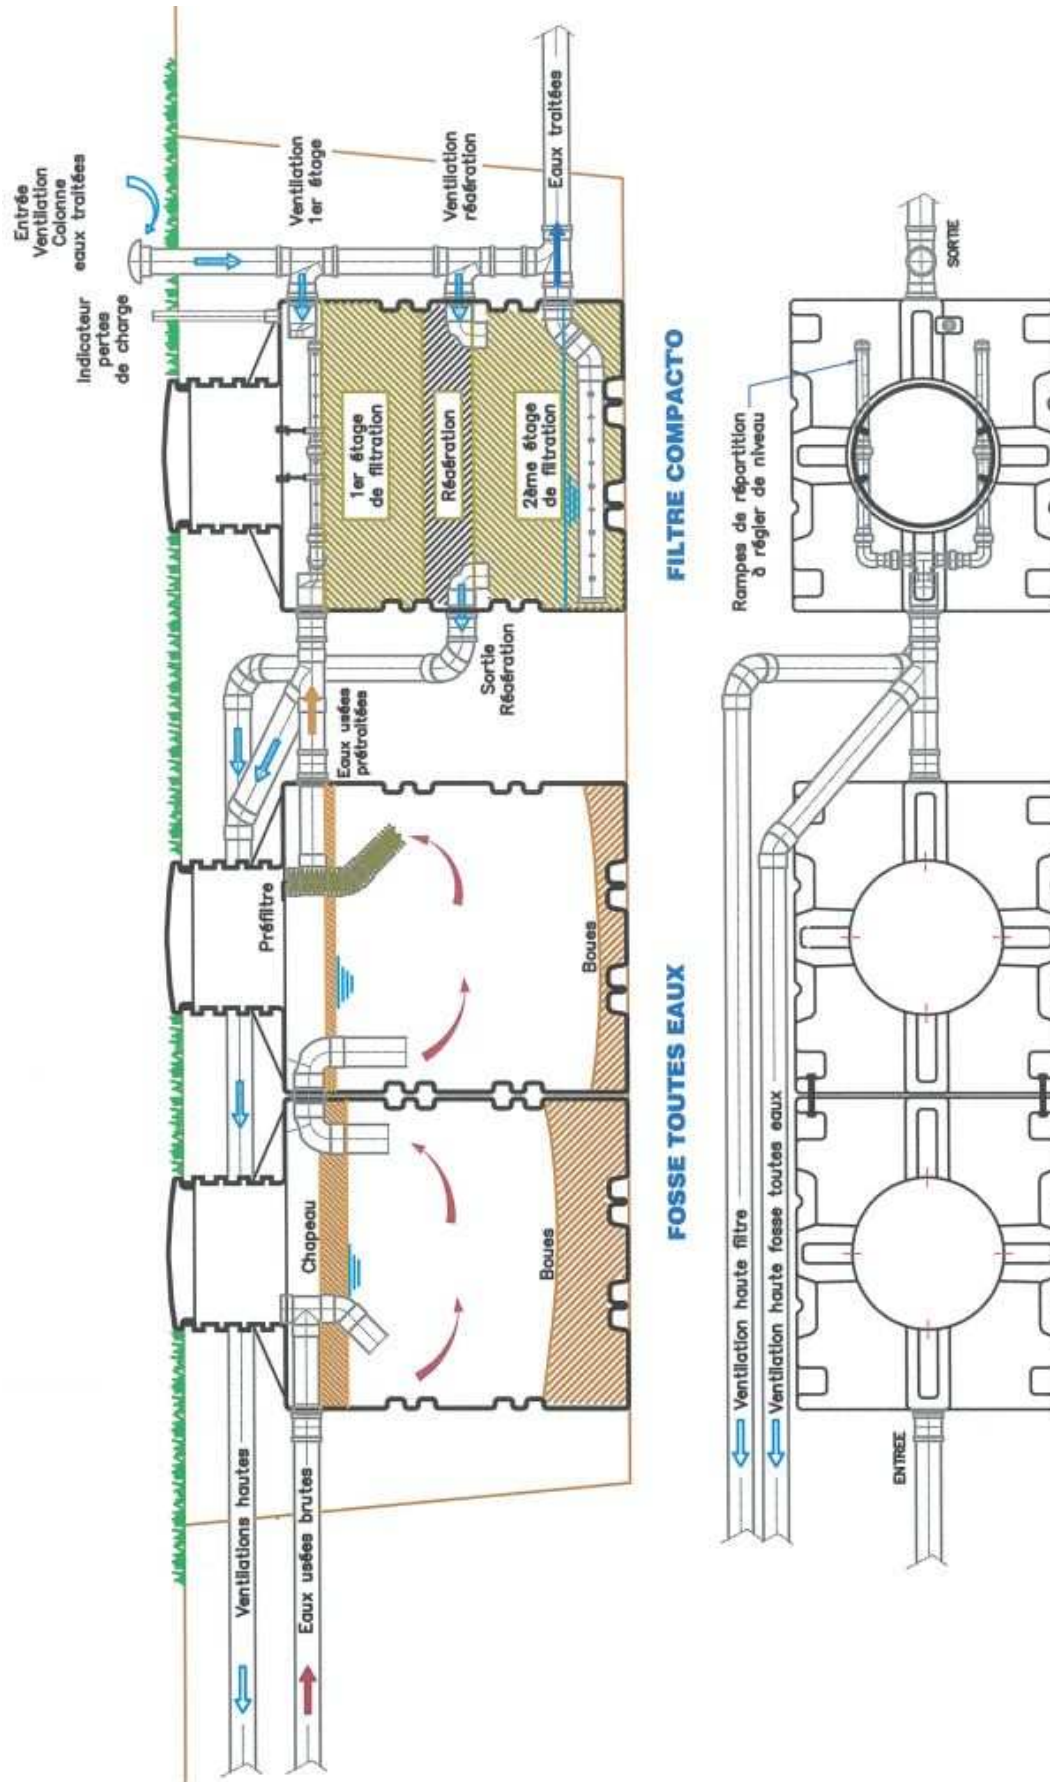 Entrée
Ventilation
Colonne
eaux traitées
Indicateur
pertes
de charge
Ventilation
1er étage
Ventilation
réaération
Eaux traitées
1er étage
de filtration
Réaération
2ème étage
de filtration
Sortie
Réaération
Eaux usées
prétraitées
Préfiltre
Boues
Chapeau
Boues
Ventilations hautes
Eaux usées brutes
FOSSE TOUTES EAUX
FILTRE COMPACT'O
Rampes de répartition
à régler de niveau
SORTIE
Ventilation haute filtre
Ventilation haute fosse toutes eaux
ENTREE